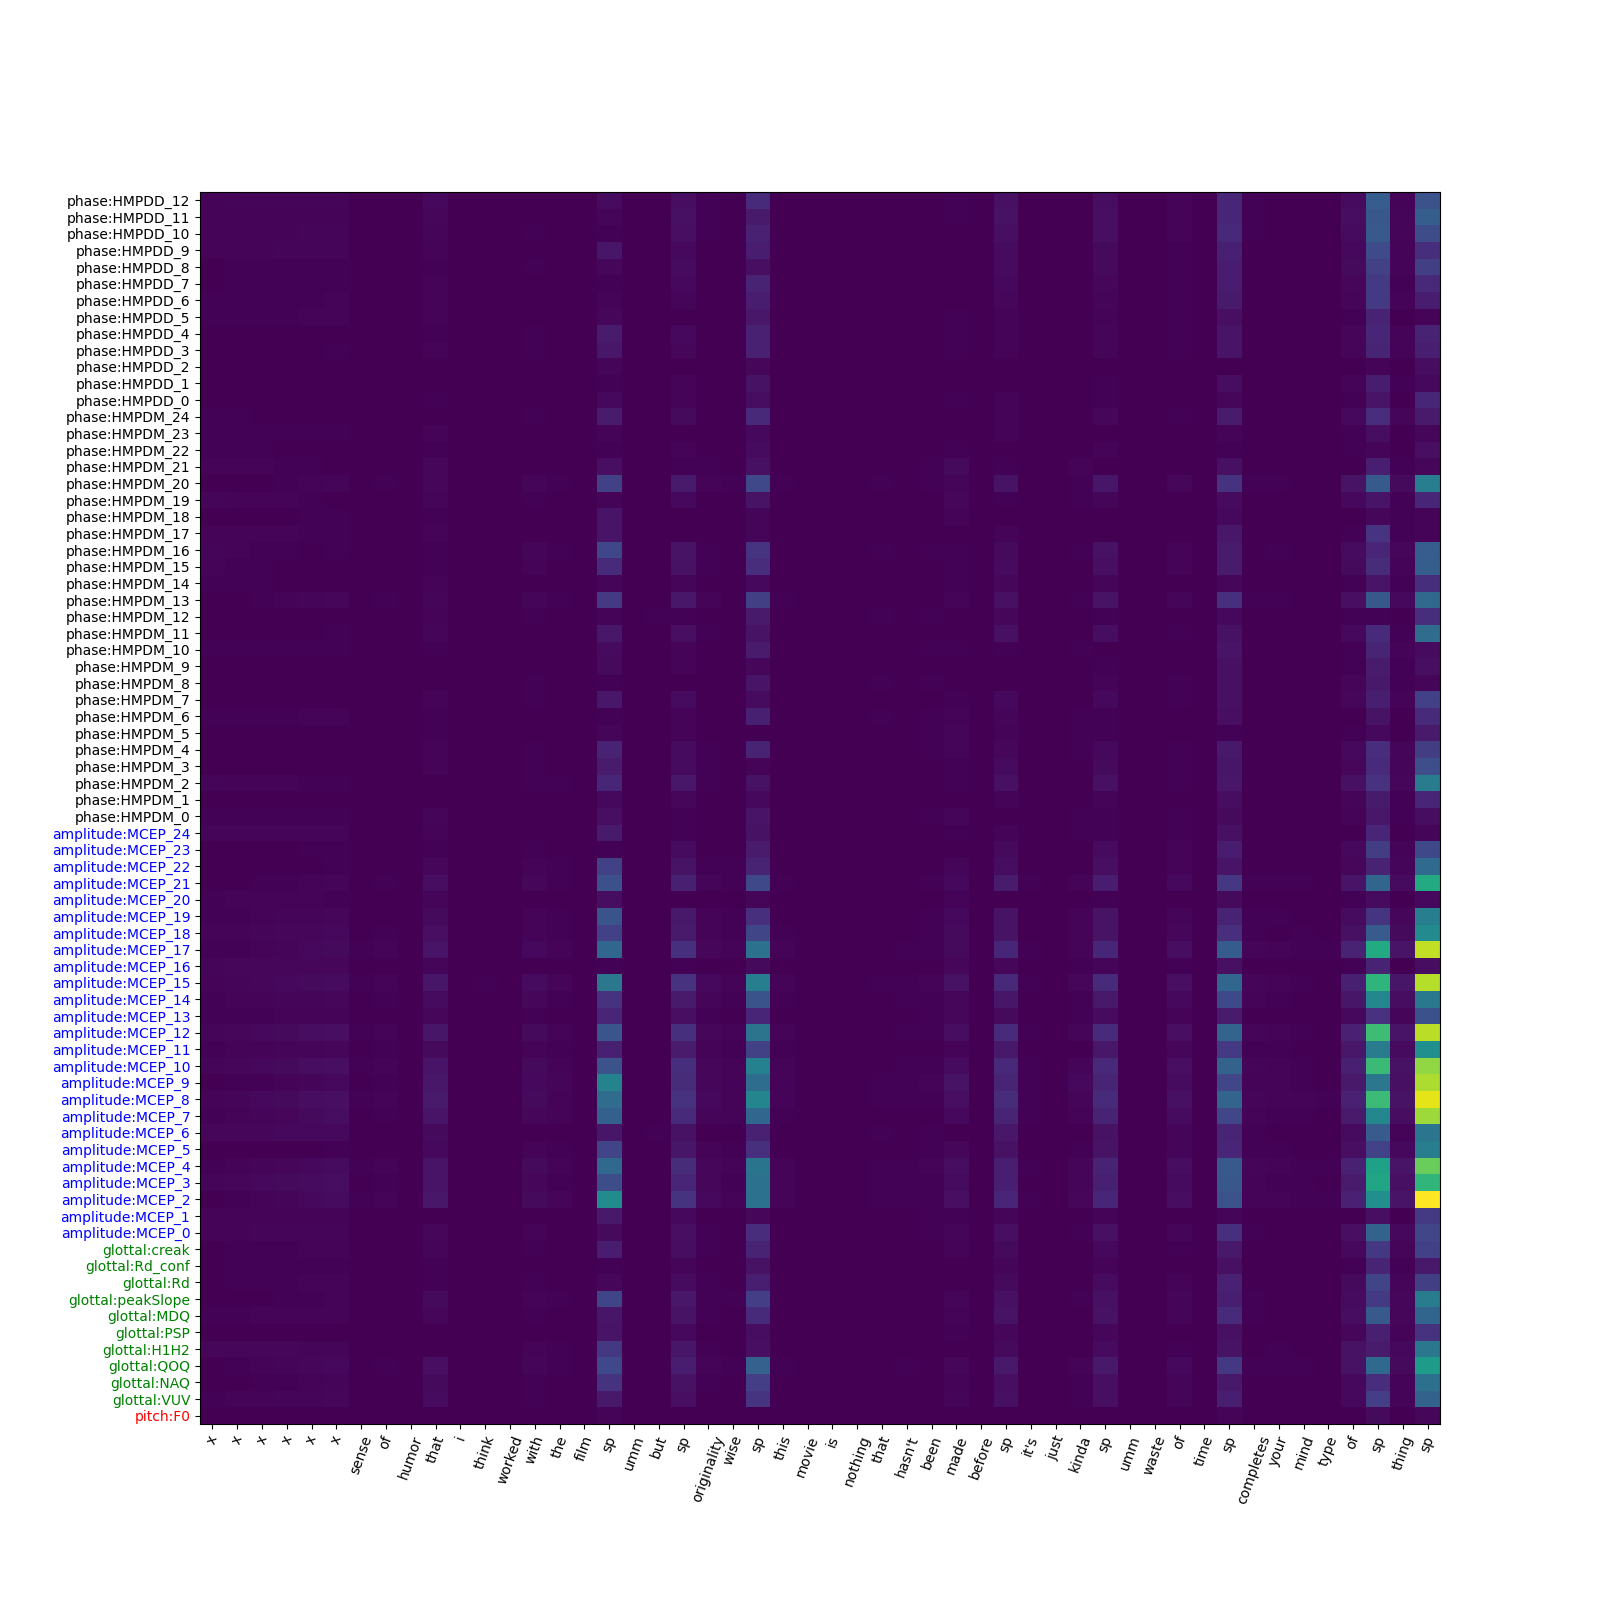 phase:HMPDD_12
phase:HMPDD_11
phase:HMPDD_10
phase:HMPDD_9
phase:HMPDD_8
phase:HMPDD_7
phase:HMPDD_6
phase:HMPDD_5
phase:HMPDD_4
phase:HMPDD_3
phase:HMPDD_2
phase:HMPDD_1
phase:HMPDD_0
phase:HMPDM_24
phase:HMPDM_23
phase:HMPDM_22
phase:HMPDM_21
phase:HMPDM_20
phase:HMPDM_19
phase:HMPDM_18
phase:HMPDM_17
phase:HMPDM_16
phase:HMPDM_15
phase:HMPDM_14
phase:HMPDM_13
phase:HMPDM_12
phase:HMPDM_11
phase:HMPDM_10
phase:HMPDM_9
phase:HMPDM_8
phase:HMPDM_7
phase:HMPDM_6
phase:HMPDM_5
phase:HMPDM_4
phase:HMPDM_3
phase:HMPDM_2
phase:HMPDM_1
phase:HMPDM_0
amplitude:MCEP_24
amplitude:MCEP_23
amplitude:MCEP_22
amplitude:MCEP_21
amplitude:MCEP_20
amplitude:MCEP_19
amplitude:MCEP_18
amplitude:MCEP_17
amplitude:MCEP_16
amplitude:MCEP_15
amplitude:MCEP_14
amplitude:MCEP_13
amplitude:MCEP_12
amplitude:MCEP_11
amplitude:MCEP_10
amplitude:MCEP_9
amplitude:MCEP_8
amplitude:MCEP_7
amplitude:MCEP_6
amplitude:MCEP_5
amplitude:MCEP_4
amplitude:MCEP_3
amplitude:MCEP_2
amplitude:MCEP_1
amplitude:MCEP_0
glottal:creak
glottal:Rd_conf
glottal:Rd
glottal:peakSlope
glottal:MDQ
glottal:PSP
glottal:H1H2
glottal:QOQ
glottal:NAQ
glottal:VUV
pitch:F0
x
x
x
x
x
x
sense
of
humor
that
i
think
worked
with
the
film
sp
umm
but
sp
originality
wise
sp
this
movie
is
nothing
that
hasn't
been
made
before
sp
it's
just
kinda
sp
umm
waste
of
time
sp
completes
your
mind
type
of
sp
thing
sp